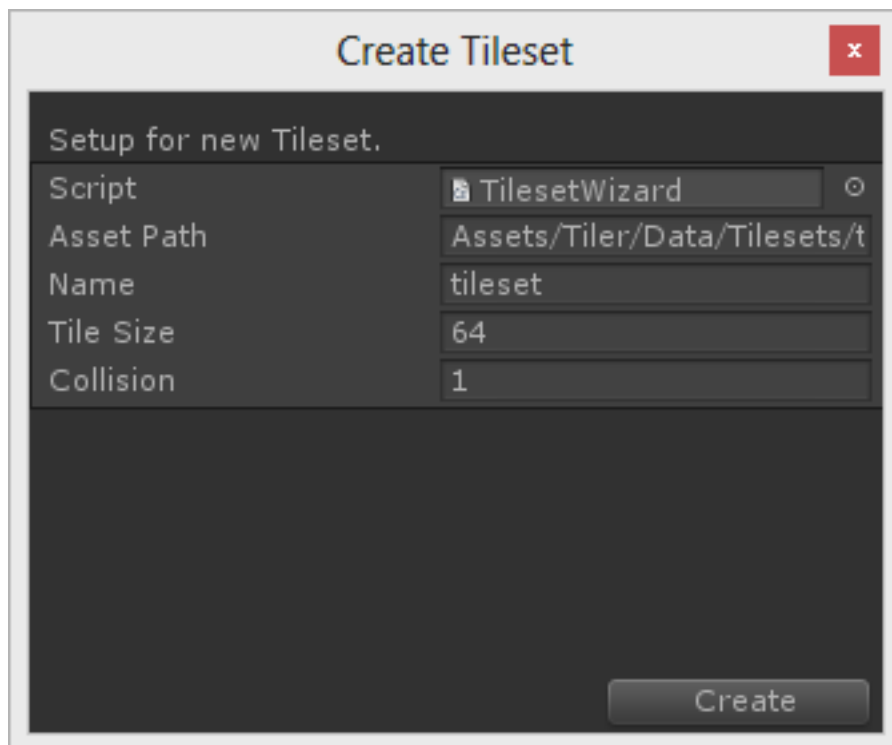 Create Tileset
x
Setup for new Tileset.
Script TilesetWizard
Asset Path Assets/Tiler/Data/Tilesets/t
Name tileset
Tile Size 64
Collision 1
Create